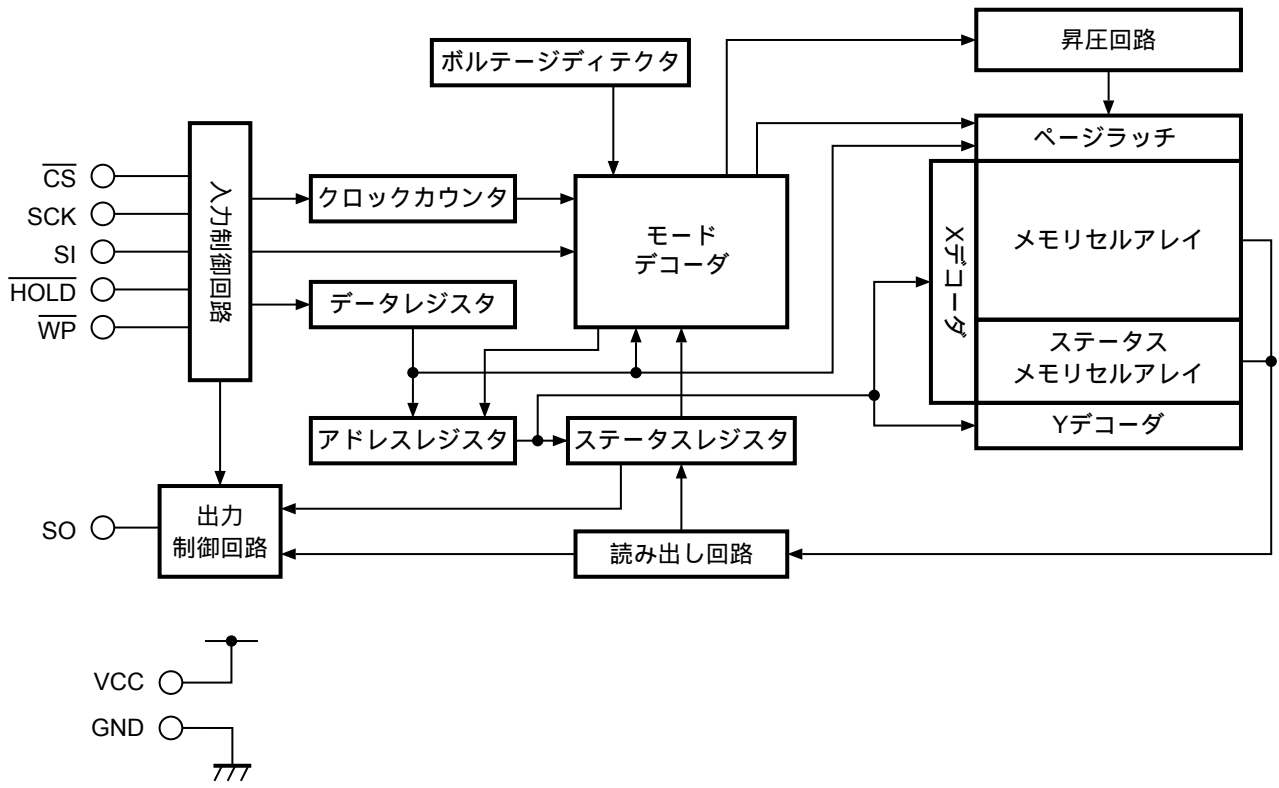 昇圧回路
ボルテージディテクタ
ページラッチ
CS
SCK
SI
HOLD
WP
入力制御回路
クロックカウンタ
モード
デコーダ
Xデコーダ
メモリセルアレイ
データレジスタ
ステータス
メモリセルアレイ
アドレスレジスタ
ステータスレジスタ
Yデコーダ
SO
出力
制御回路
読み出し回路
VCC
GND